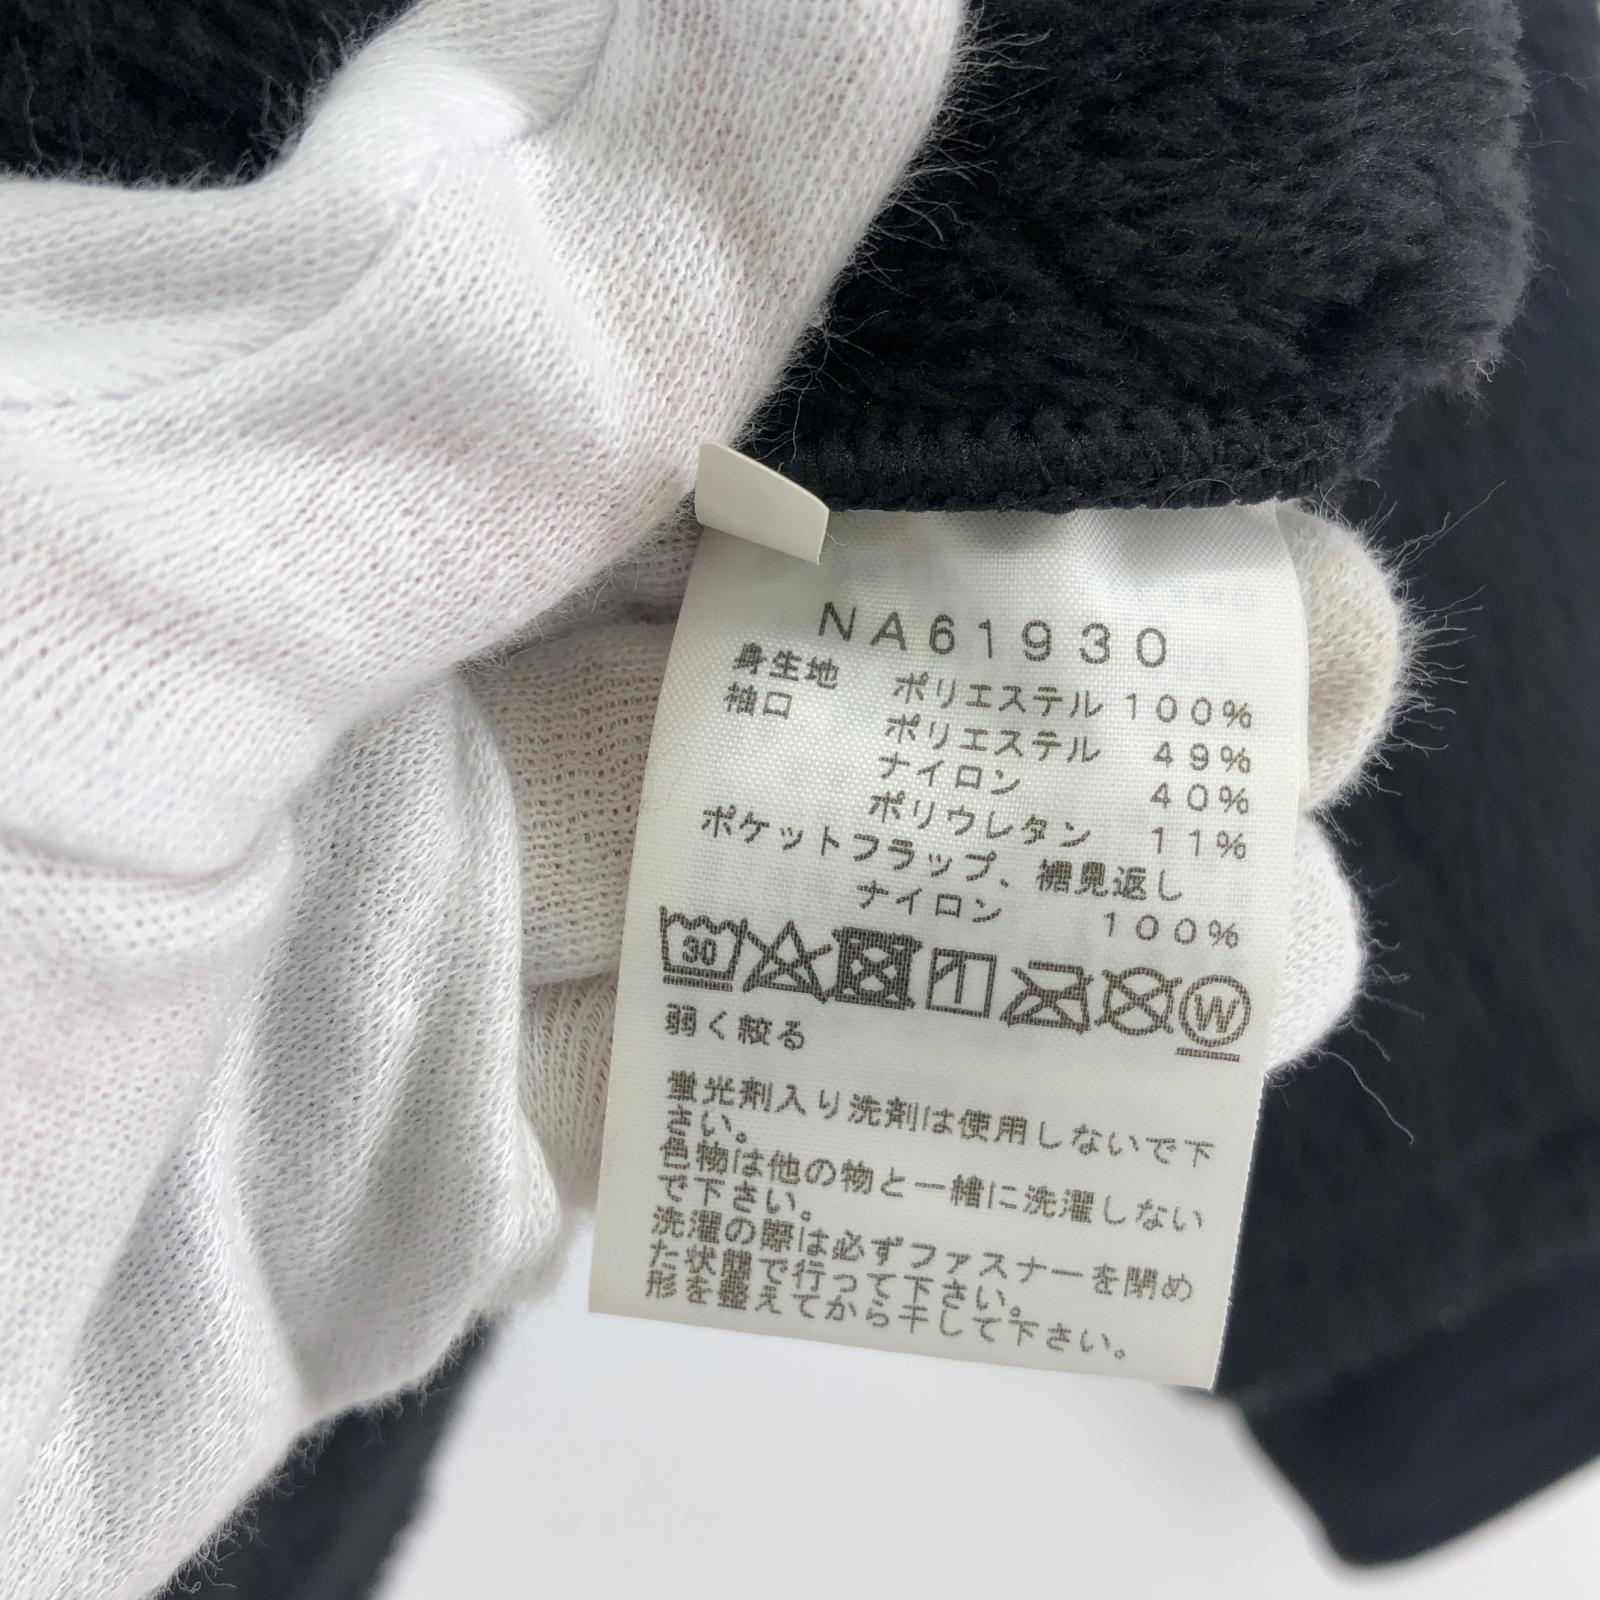 NA61930
身生地 ポリエステル 100%
袖口 ポリエステル 49%
ナイロン 40%
ポリウレタン 11%
ポケットフラップ、裾見返し
ナイロン 100%
30 W
弱く絞る
蛍光剤入り洗剤は使用しないで下
さい。
色物は他の物と一緒に洗濯しない
で下さい。
洗濯の際は必ずファスナーを閉め
た状態で行って下さい。
形を整えてから干して下さい。